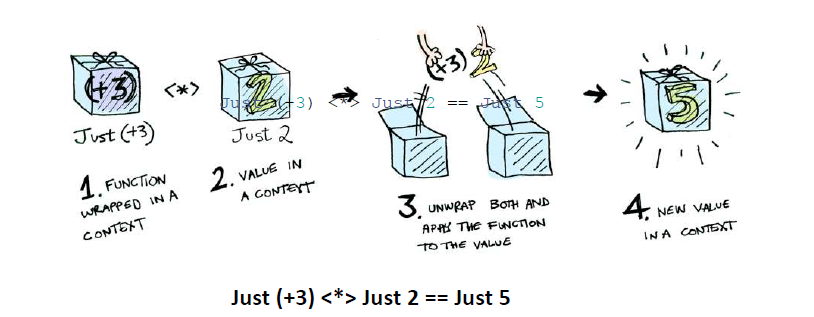 (+3) <*> 2
Just (+3) <*> Just 2 == Just 5
Just (+3)
Just 2
1. FUNCTION
WRAPPED IN A
CONTEXT
2. VALUE IN
A CONTEXT
(+3) 2
3. UNWRAP BOTH AND
APPLY THE FUNCTION
TO THE VALUE
5
4. NEW VALUE
IN A CONTEXT
Just (+3) <*> Just 2 == Just 5